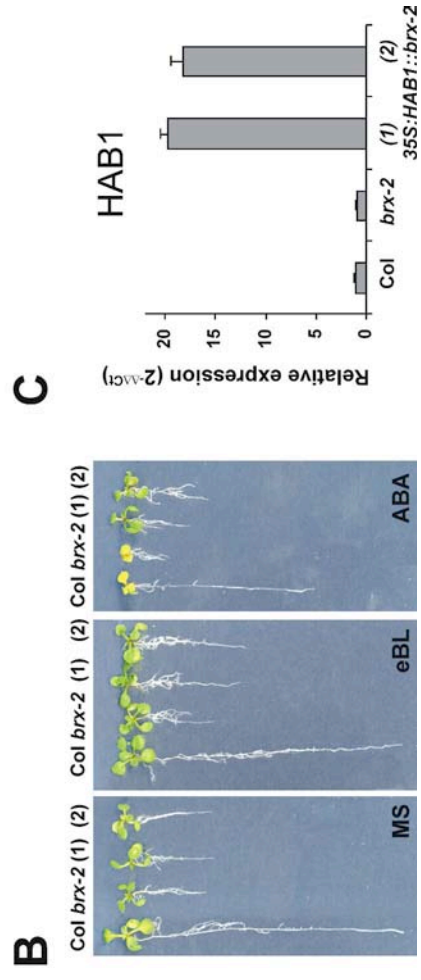 B
Col brx-2 (1) (2)
MS
Col brx-2 (1) (2)
eBL
Col brx-2 (1) (2)
ABA
C
HAB1
Relative expression (2-ΔΔCt)
20
15
10
5
0
Col brx-2 (1) (2)
35S:HAB1::brx-2